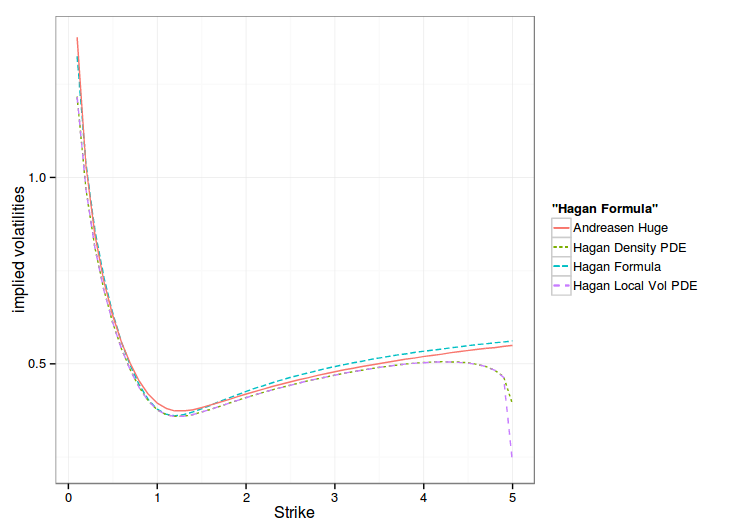 1.0
0.5
implied volatilities
0
1
2
3
4
5
Strike
"Hagan Formula"
Andreasen Huge
Hagan Density PDE
Hagan Formula
Hagan Local Vol PDE